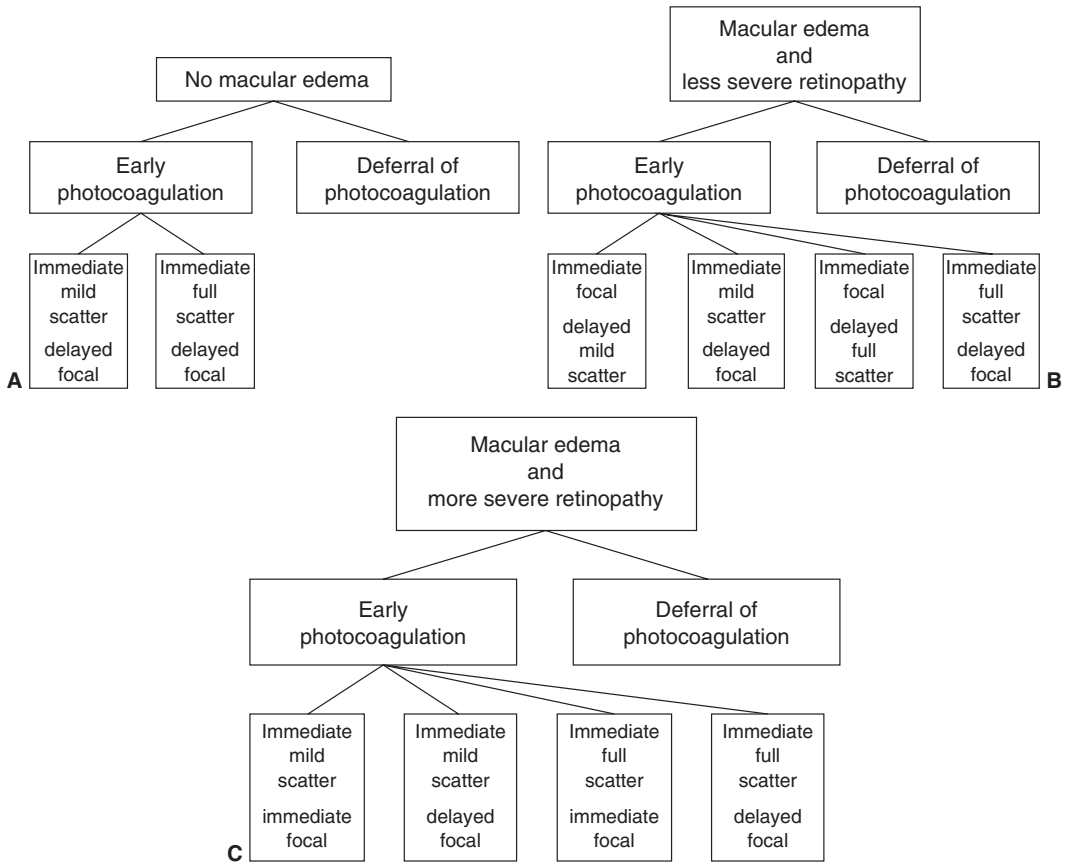 No macular edema
Early
photocoagulation
Deferral of
photocoagulation
Immediate
mild
scatter
delayed
focal
Immediate
full
scatter
delayed
focal
A
Macular edema
and
less severe retinopathy
Early
photocoagulation
Deferral of
photocoagulation
Immediate
focal
delayed
mild
scatter
Immediate
mild
scatter
delayed
focal
Immediate
focal
delayed
full
scatter
Immediate
full
scatter
delayed
focal
B
Macular edema
and
more severe retinopathy
Early
photocoagulation
Deferral of
photocoagulation
Immediate
mild
scatter
immediate
focal
Immediate
mild
scatter
delayed
focal
Immediate
full
scatter
immediate
focal
Immediate
full
scatter
delayed
focal
C